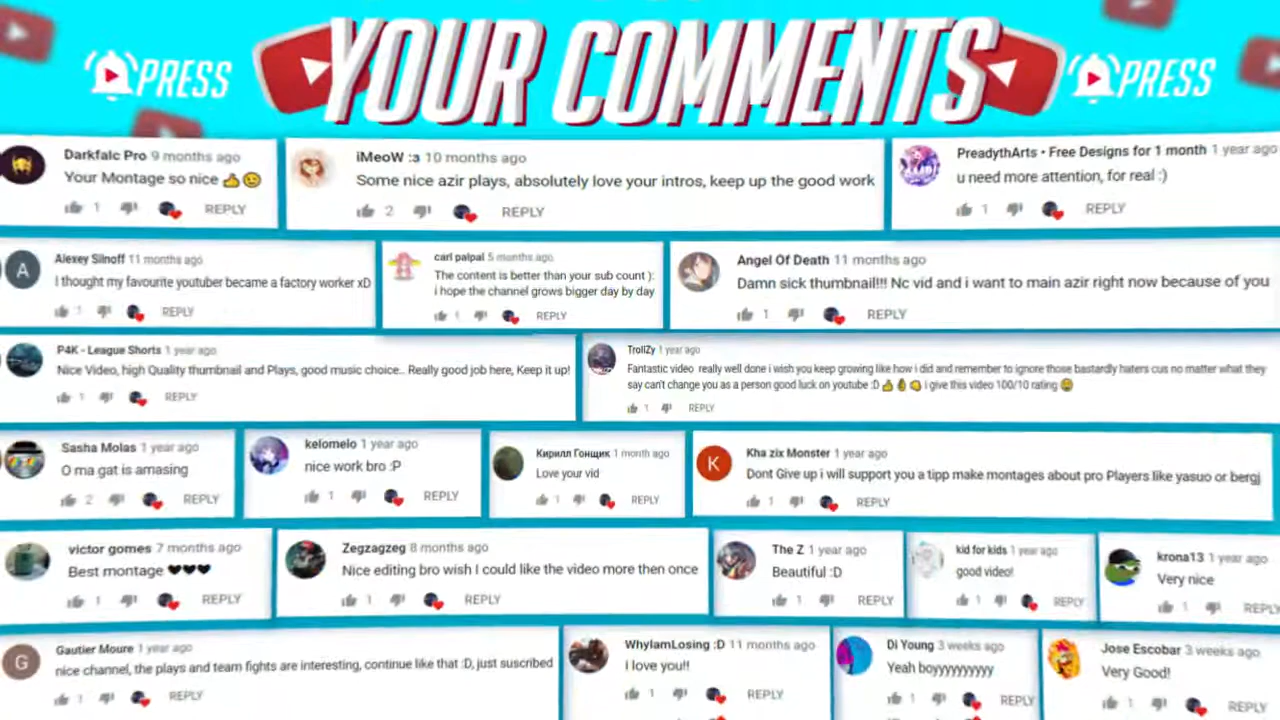 YOUR COMMENTS
PRESS
PRESS
Darkfalc Pro 9 months ago
Your Montage so nice 👍😉
1 REPLY
iMeoW :3 10 months ago
Some nice azir plays, absolutely love your intros, keep up the good work
2 REPLY
PreadythArts • Free Designs for 1 month 1 year ago
u need more attention, for real :)
1 REPLY
Alexey Silnoff 11 months ago
I thought my favourite youtuber became a factory worker xD
1 REPLY
carl palpal 5 months ago
The content is better than your sub count ):
i hope the channel grows bigger day by day
1 REPLY
Angel Of Death 11 months ago
Damn sick thumbnail!!! Nc vid and i want to main azir right now because of you
1 REPLY
P4K - League Shorts 1 year ago
Nice Video, high Quality thumbnail and Plays, good music choice.. Really good job here, Keep it up!
1 REPLY
TrollZy 1 year ago
Fantastic video really well done i wish you keep growing like how i did and remember to ignore those bastardly haters cus no matter what they
say can't change you as a person good luck on youtube :D i give this video 100/10 rating
1 REPLY
Sasha Molas 1 year ago
O ma gat is amasing
2 REPLY
kelomelo 1 year ago
nice work bro :P
1 REPLY
Кирилл Гонщик 1 month ago
Love your vid
1 REPLY
Kha zix Monster 1 year ago
Dont Give up i will support you a tipp make montages about pro Players like yasuo or bergj
1 REPLY
victor gomes 7 months ago
Best montage 🖤🖤🖤
1 REPLY
Zegzagzeg 8 months ago
Nice editing bro wish I could like the video more then once
1 REPLY
The Z 1 year ago
Beautiful :D
1 REPLY
kid for kids 1 year ago
good video!
1 REPLY
krona13 1 year ago
Very nice
1 REPLY
Gautier Moure 1 year ago
nice channel, the plays and team fights are interesting, continue like that :D, just suscribed
1 REPLY
WhyIamLosing :D 11 months ago
I love you!!
1 REPLY
Di Young 3 weeks ago
Yeah boyyyyyyyyyy
1 REPLY
Jose Escobar 3 weeks ago
Very Good!
1 REPLY